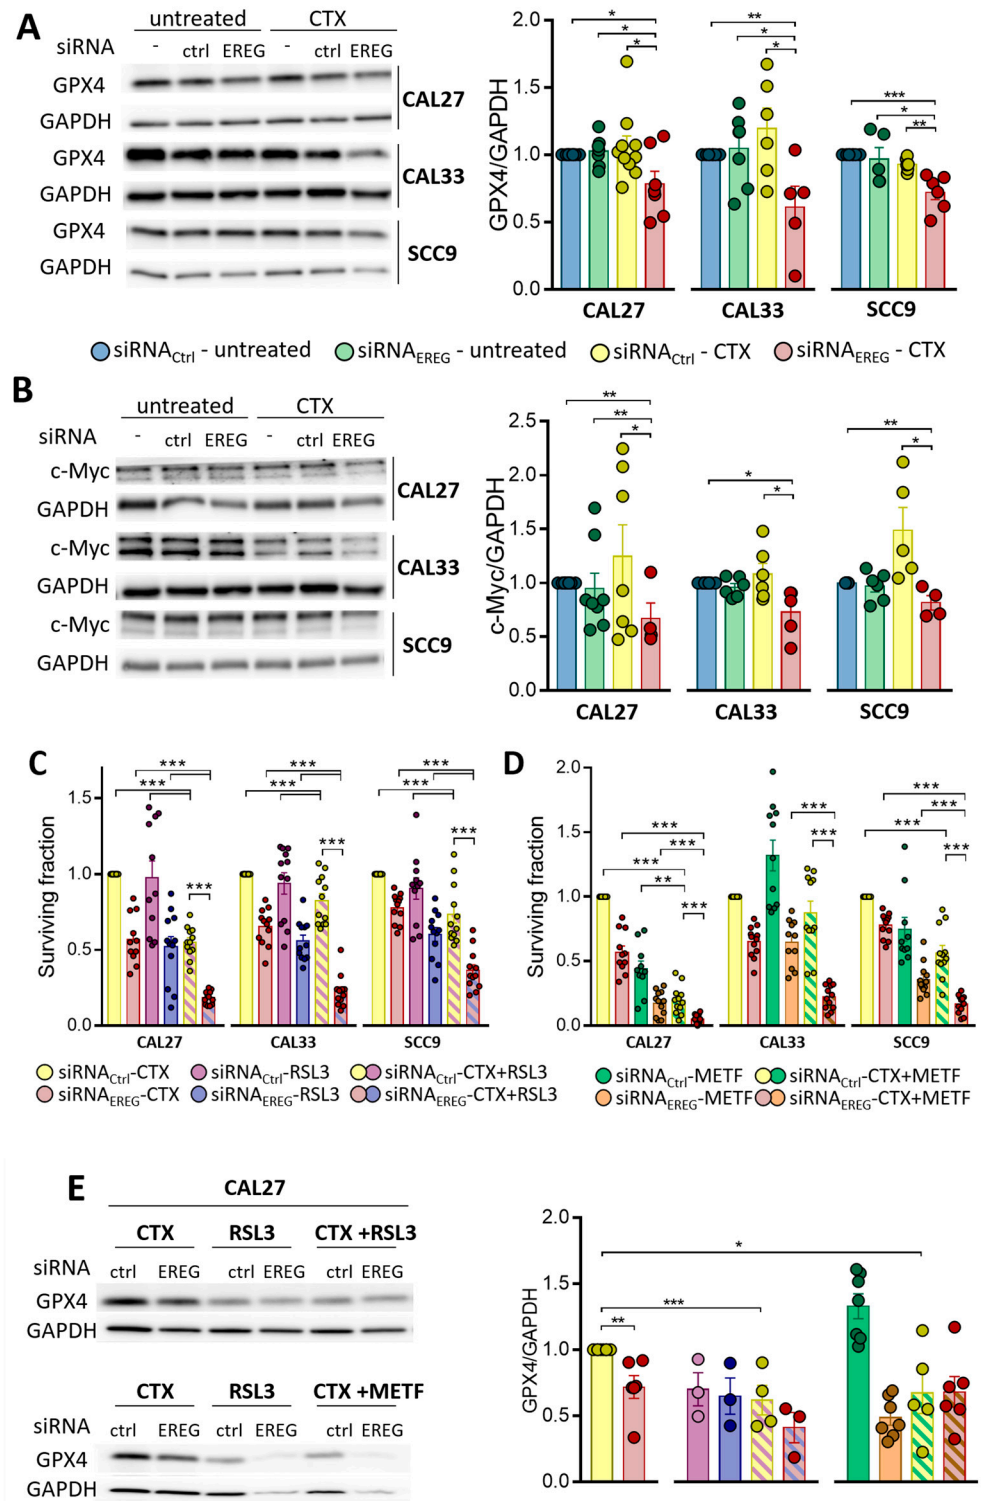 A
untreated CTX
siRNA - ctrl EREG - ctrl EREG
GPX4
GAPDH
CAL27
GPX4
GAPDH
CAL33
GPX4
GAPDH
SCC9
GPX4/GAPDH
2.0
1.5
1.0
0.5
0.0
* * *
** * *
*** * **
CAL27 CAL33 SCC9
siRNACtrl - untreated siRNAEREG - untreated siRNACtrl - CTX siRNAEREG - CTX
B
untreated CTX
siRNA - ctrl EREG - ctrl EREG
c-Myc
GAPDH
CAL27
c-Myc
GAPDH
CAL33
c-Myc
GAPDH
SCC9
c-Myc/GAPDH
2.5
2.0
1.5
1.0
0.5
0.0
** ** *
* *
** *
CAL27 CAL33 SCC9
C
Surviving fraction
1.5
1.0
0.5
0.0
*** *** ***
*** *** ***
*** *** ***
CAL27 CAL33 SCC9
siRNACtrl-CTX siRNACtrl-RSL3 siRNACtrl-CTX+RSL3
siRNAEREG-CTX siRNAEREG-RSL3 siRNAEREG-CTX+RSL3
D
Surviving fraction
2.0
1.5
1.0
0.5
0.0
*** *** *** ** ***
*** ***
*** *** *** ***
CAL27 CAL33 SCC9
siRNACtrl-METF siRNACtrl-CTX+METF
siRNAEREG-METF siRNAEREG-CTX+METF
E
CAL27
CTX RSL3 CTX +RSL3
siRNA ctrl EREG ctrl EREG ctrl EREG
GPX4
GAPDH
CTX RSL3 CTX +METF
ctrl EREG ctrl EREG ctrl EREG
GPX4
GAPDH
GPX4/GAPDH
2.0
1.5
1.0
0.5
0.0
*
***
**